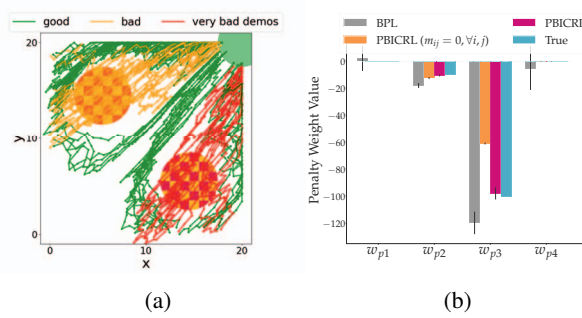 good bad very bad demos
20
10
0
y
0 10 20
x
(a)
BPL PBICRL
PBICRL (m_ij = 0, ∀i, j) True
0
−20
−40
−60
−80
−100
−120
Penalty Weight Value
w_p1 w_p2 w_p3 w_p4
(b)